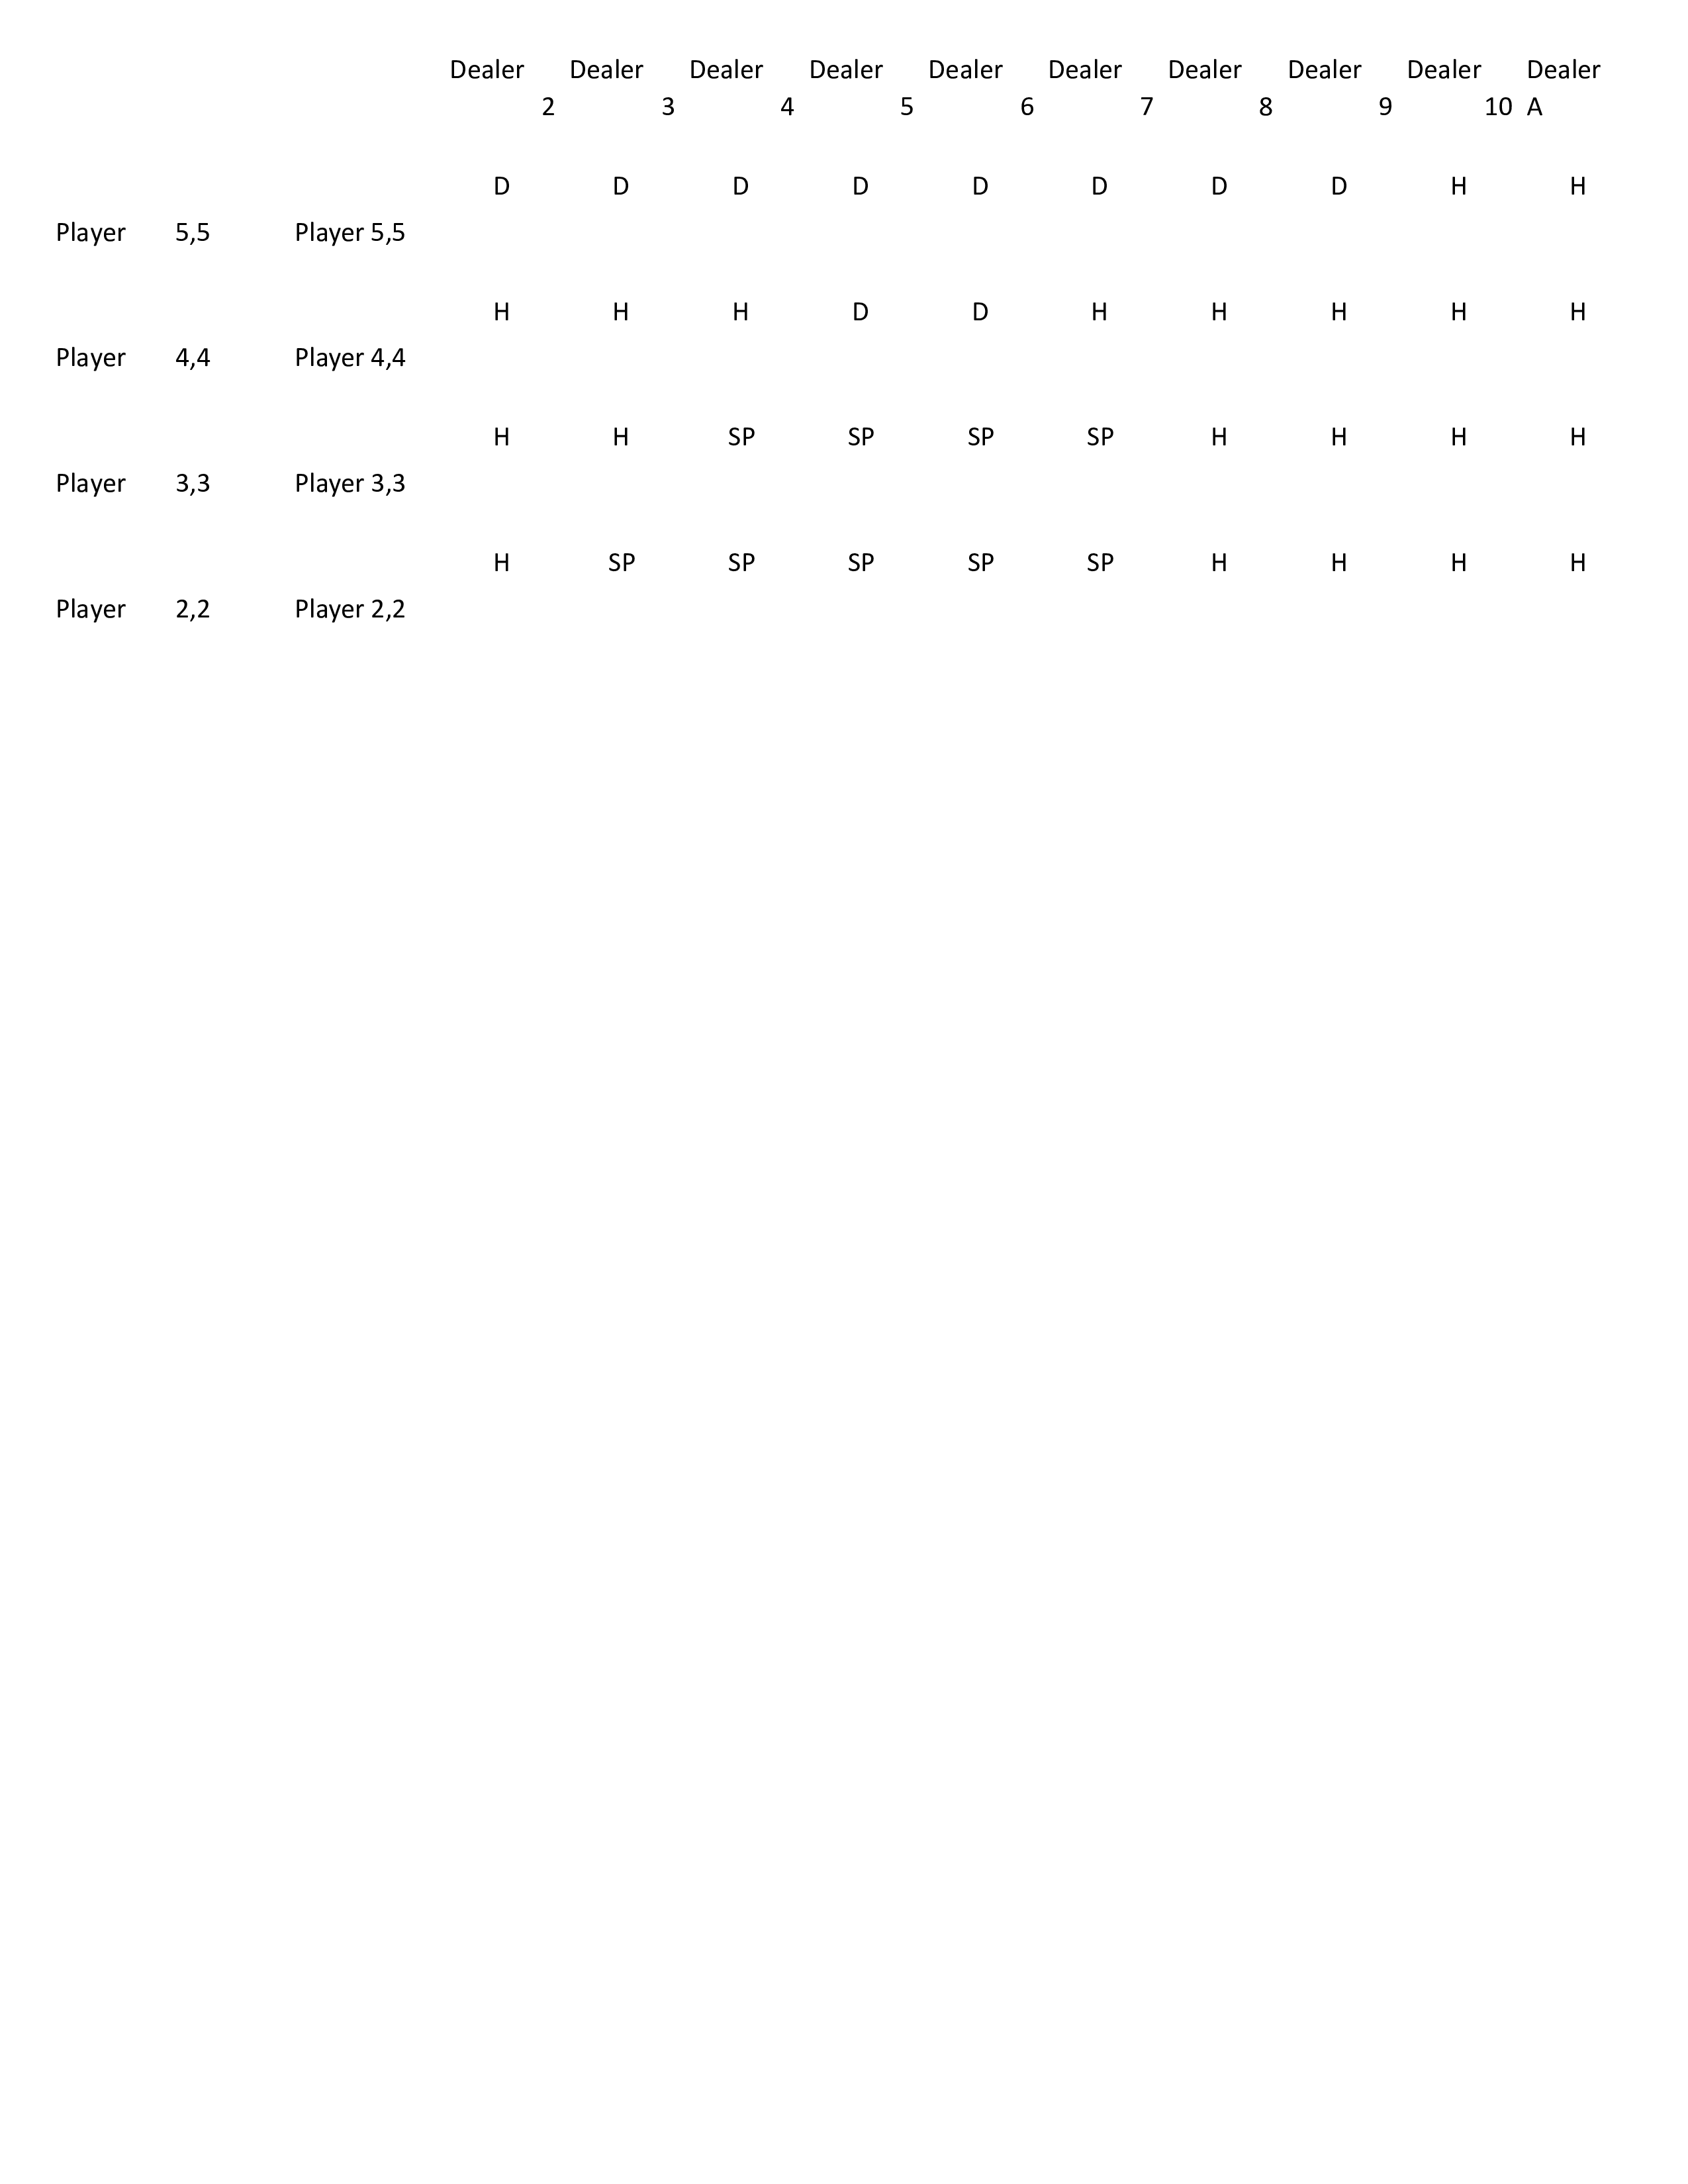 Dealer Dealer Dealer Dealer Dealer Dealer Dealer Dealer Dealer Dealer
2 3 4 5 6 7 8 9 10 A
D D D D D D D D H H
Player 5,5 Player 5,5
H H H D D H H H H H
Player 4,4 Player 4,4
H H SP SP SP SP H H H H
Player 3,3 Player 3,3
H SP SP SP SP SP H H H H
Player 2,2 Player 2,2